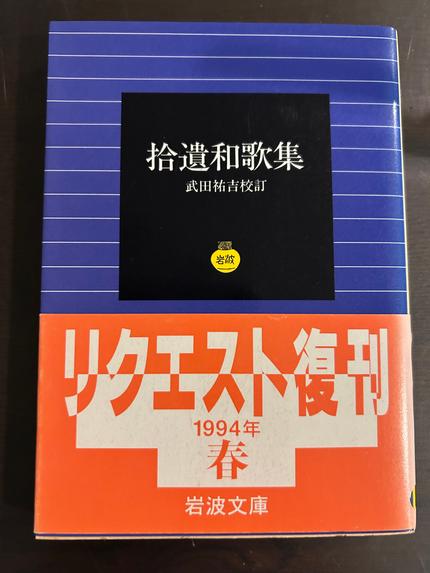 拾遺和歌集
武田祐吉校訂
岩波
リクエスト復刊
1994年
春
岩波文庫